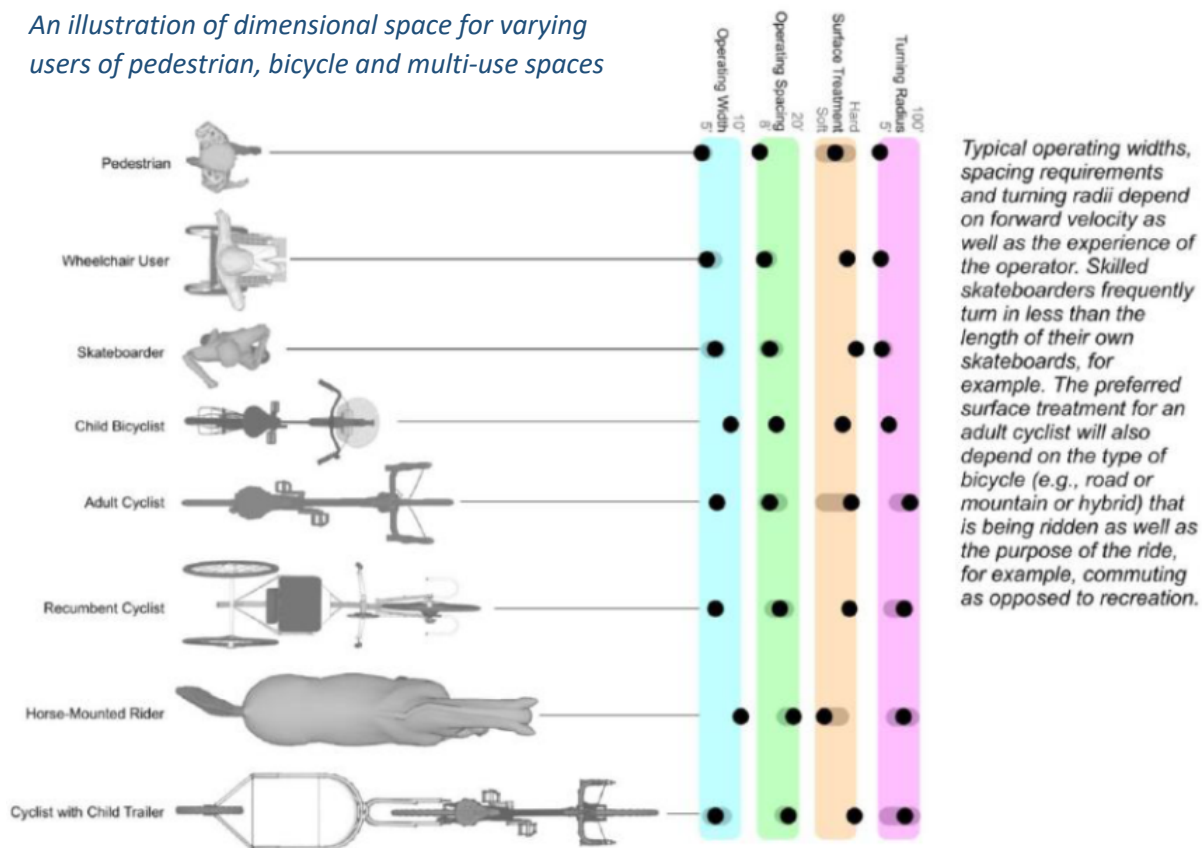 An illustration of dimensional space for varying
users of pedestrian, bicycle and multi-use spaces
Operating Width
5' 10'
Operating Spacing
8' 20'
Surface Treatment
Soft Hard
Turning Radius
5' 100'
Pedestrian
Wheelchair User
Skateboarder
Child Bicyclist
Adult Cyclist
Recumbent Cyclist
Horse-Mounted Rider
Cyclist with Child Trailer
Typical operating widths,
spacing requirements
and turning radii depend
on forward velocity as
well as the experience of
the operator. Skilled
skateboarders frequently
turn in less than the
length of their own
skateboards, for
example. The preferred
surface treatment for an
adult cyclist will also
depend on the type of
bicycle (e.g., road or
mountain or hybrid) that
is being ridden as well as
the purpose of the ride,
for example, commuting
as opposed to recreation.